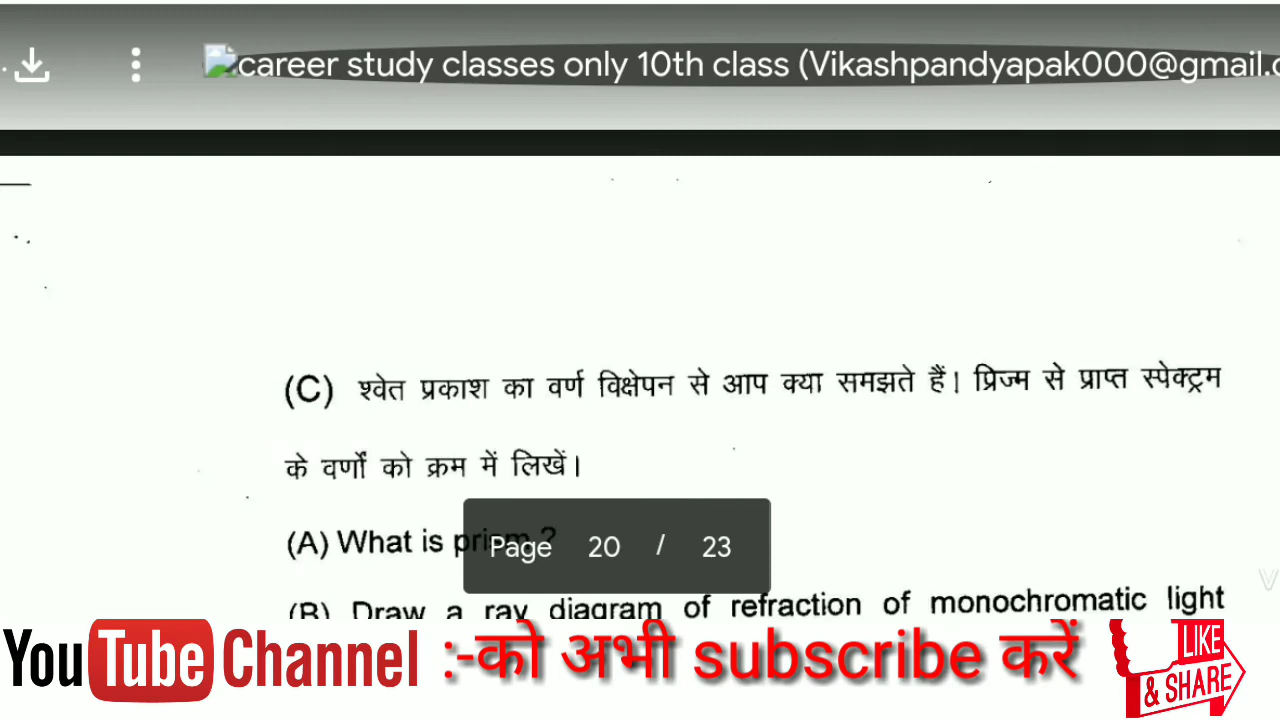 career study classes only 10th class (Vikashpandyapak000@gmail.c
(C) श्वेत प्रकाश का वर्ण विक्षेपन से आप क्या समझते हैं। प्रिज्म से प्राप्त स्पेक्ट्रम
के वर्णों को क्रम में लिखें।
(A) What is prism ?
Page 20 / 23
(B) Draw a ray diagram of refraction of monochromatic light
YouTube Channel :-को अभी subscribe करें
LIKE
& SHARE